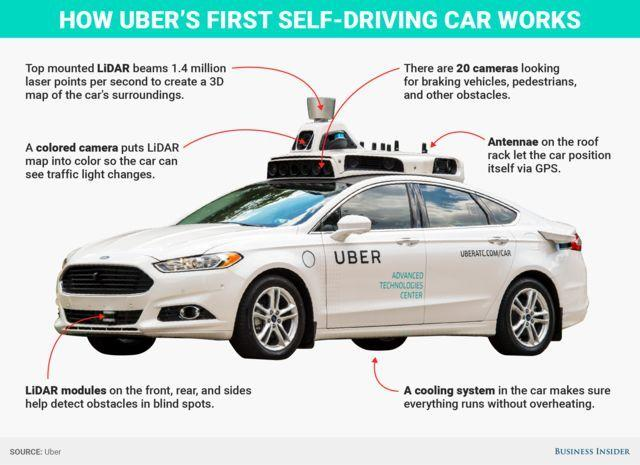 HOW UBER'S FIRST SELF-DRIVING CAR WORKS
Top mounted LiDAR beams 1.4 million
laser points per second to create a 3D
map of the car's surroundings.
There are 20 cameras looking
for braking vehicles, pedestrians,
and other obstacles.
A colored camera puts LiDAR
map into color so the car can
see traffic light changes.
Antennae on the roof
rack let the car position
itself via GPS.
UBER
ADVANCED
TECHNOLOGIES
CENTER
UBERATC.COM/CAR
LiDAR modules on the front, rear, and sides
help detect obstacles in blind spots.
A cooling system in the car makes sure
everything runs without overheating.
SOURCE: Uber
BUSINESS INSIDER